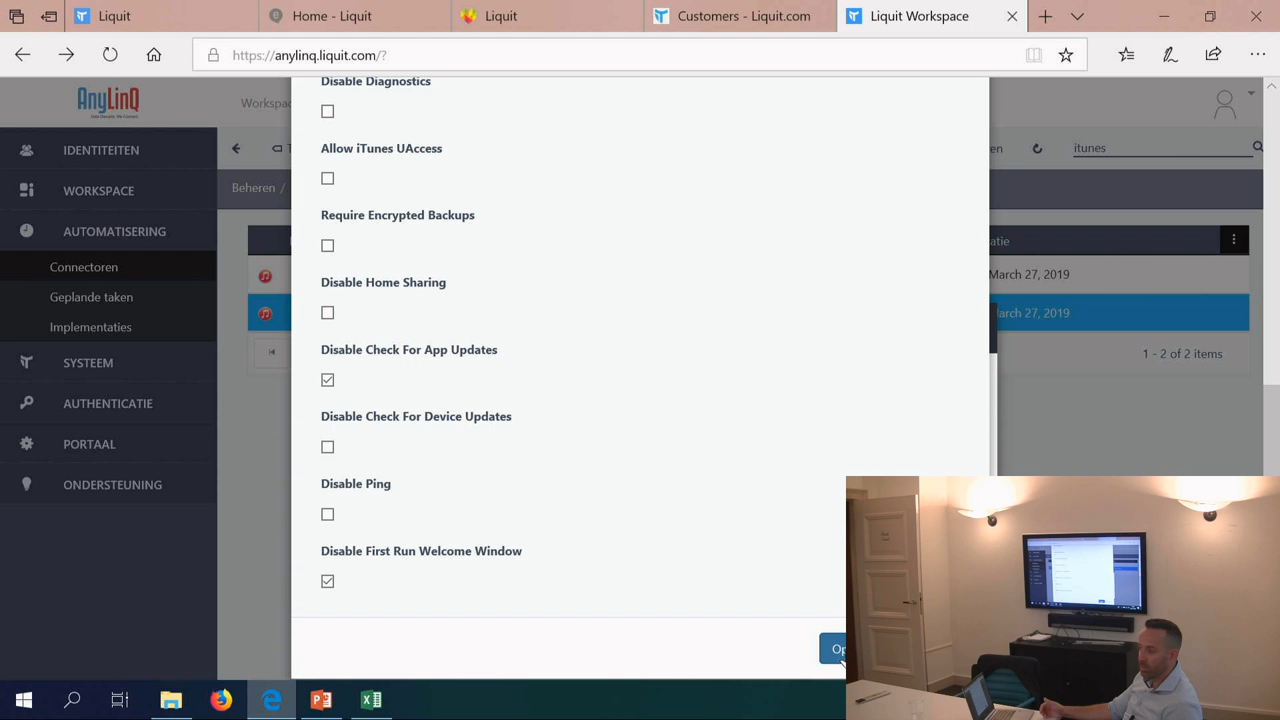 Liquit
Home - Liquit
Liquit
Customers - Liquit.com
Liquit Workspace
https://anylinq.liquit.com/?
AnyLinQ
Workspac
Disable Diagnostics
IDENTITEITEN
Allow iTunes UAccess
en
itunes
WORKSPACE
Beheren /
Require Encrypted Backups
AUTOMATISERING
atie
Connectoren
Disable Home Sharing
March 27, 2019
Geplande taken
March 27, 2019
Implementaties
Disable Check For App Updates
1 - 2 of 2 items
SYSTEEM
AUTHENTICATIE
Disable Check For Device Updates
PORTAAL
ONDERSTEUNING
Disable Ping
Disable First Run Welcome Window
Op